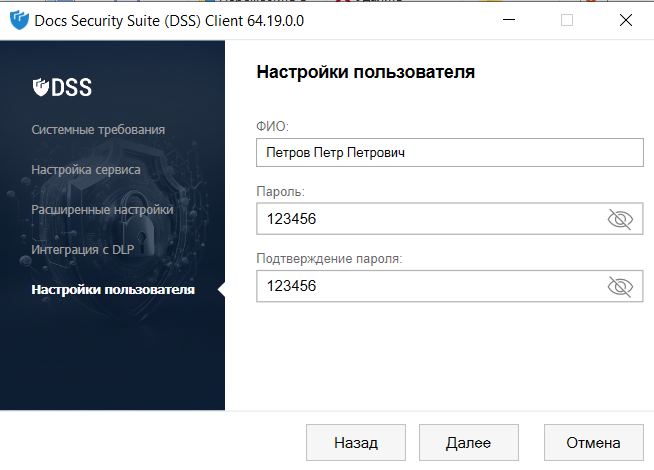 Docs Security Suite (DSS) Client 64.19.0.0
DSS
Системные требования
Настройка сервиса
Расширенные настройки
Интеграция с DLP
Настройки пользователя
Настройки пользователя
ФИО:
Петров Петр Петрович
Пароль:
123456
Подтверждение пароля:
123456
Назад
Далее
Отмена